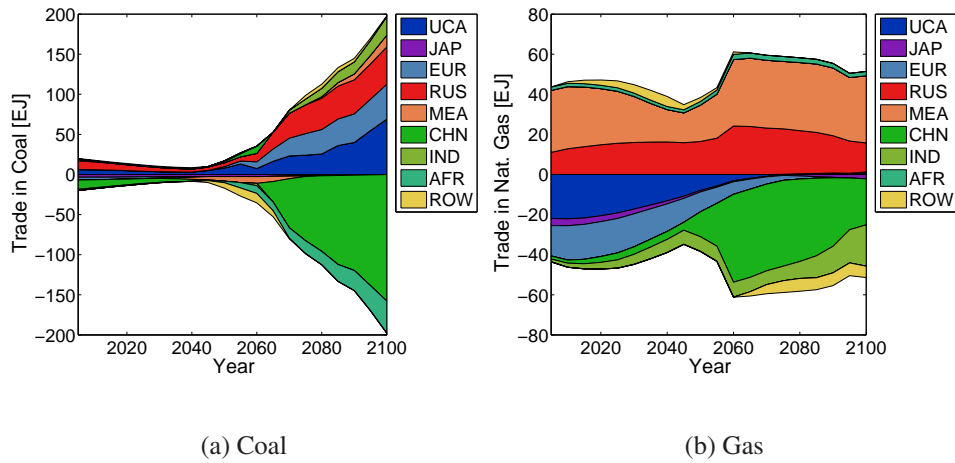 200
150
100
50
0
−50
−100
−150
−200
Trade in Coal [EJ]
2020 2040 2060 2080 2100
Year
UCA
JAP
EUR
RUS
MEA
CHN
IND
AFR
ROW
(a) Coal
80
60
40
20
0
−20
−40
−60
−80
Trade in Nat. Gas [EJ]
2020 2040 2060 2080 2100
Year
UCA
JAP
EUR
RUS
MEA
CHN
IND
AFR
ROW
(b) Gas